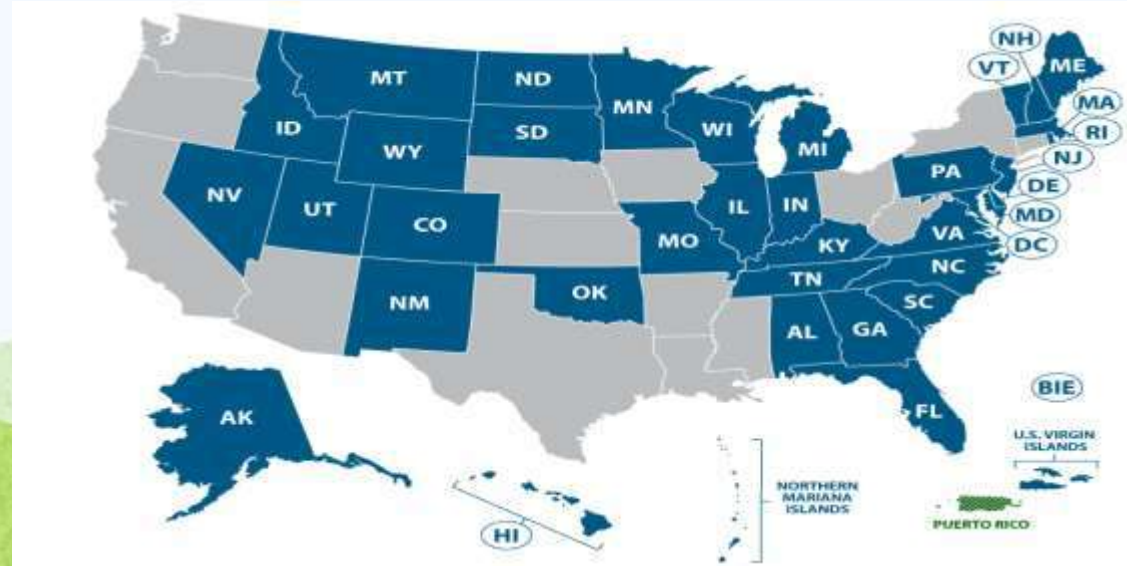 NH
VT
ME
MT
ND
MN
MA
RI
ID
SD
WI
WY
MI
NJ
PA
DE
NV
UT
CO
IL
IN
MD
MO
KY
VA
DC
NC
TN
NM
OK
SC
AL
GA
BIE
FL
AK
U.S. VIRGIN
ISLANDS
NORTHERN
MARIANA
ISLANDS
PUERTO RICO
HI